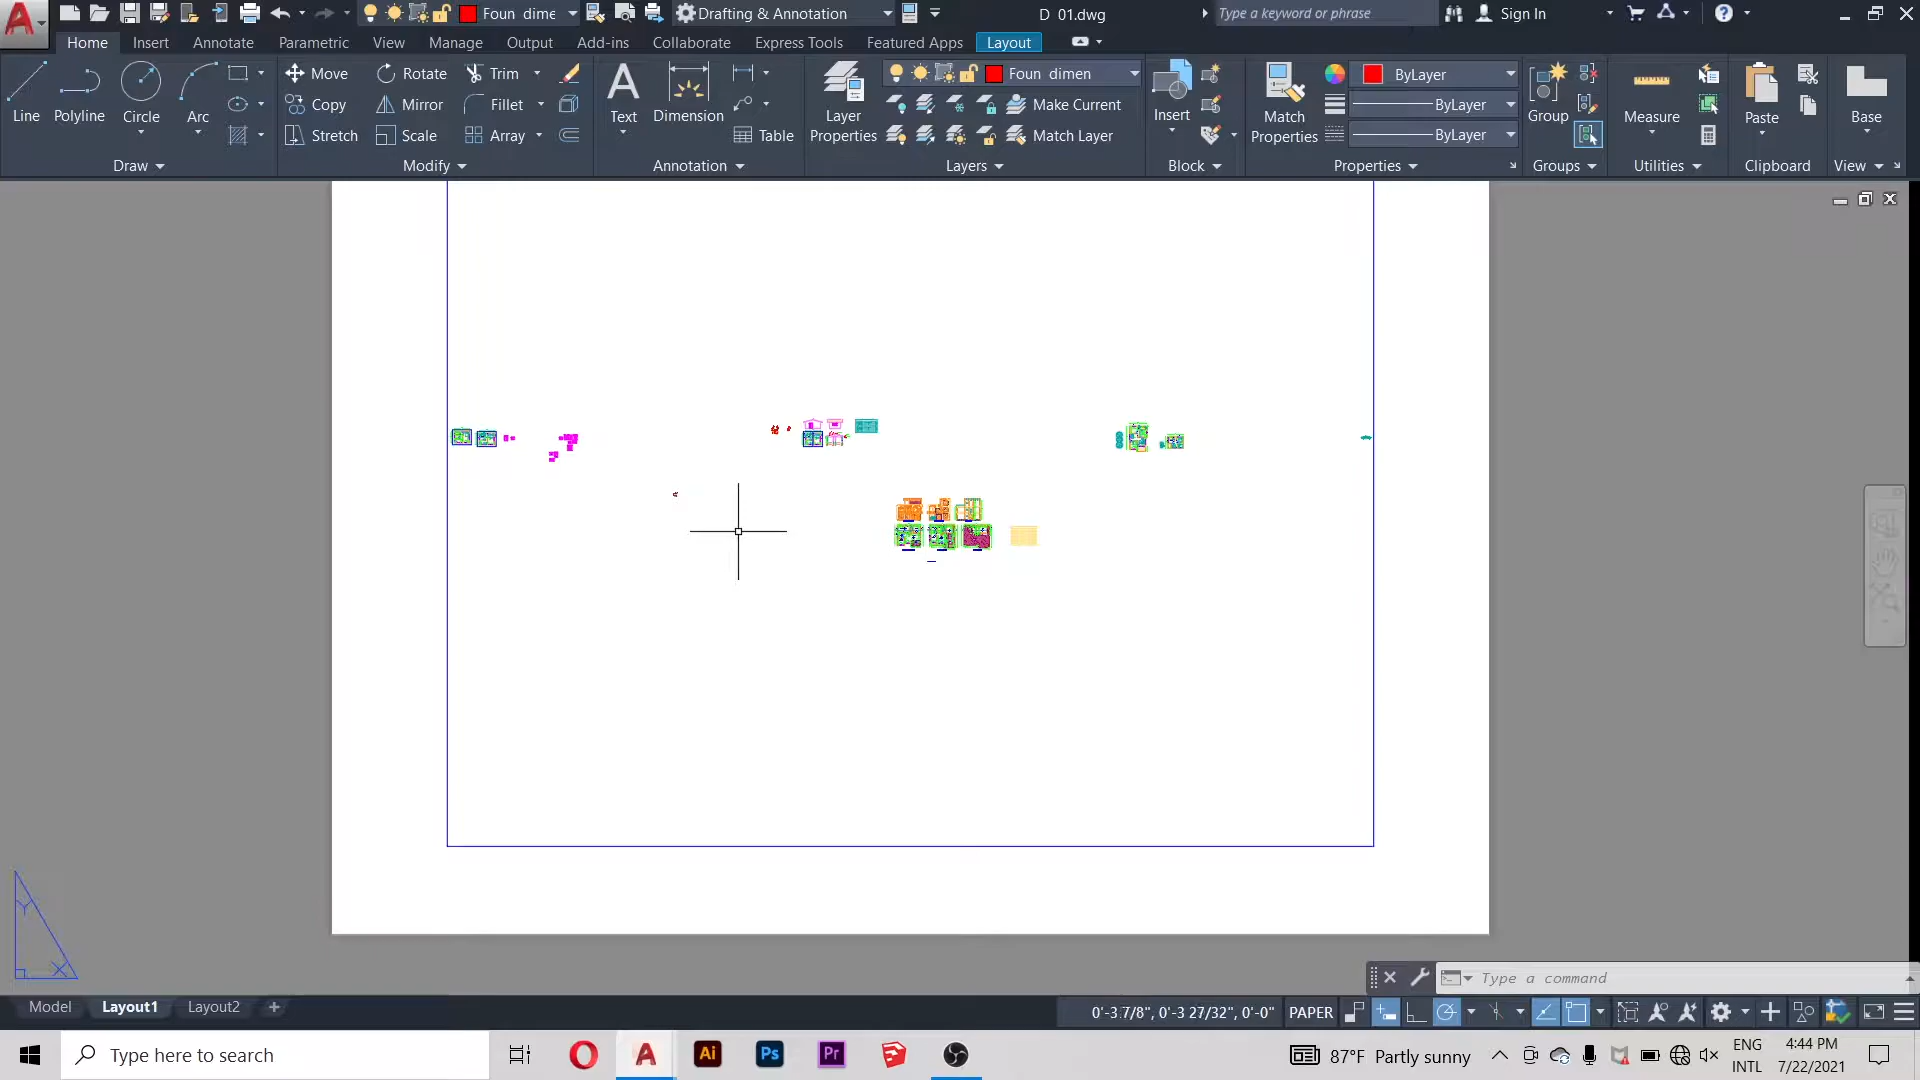 Foun dime
Drafting & Annotation
D 01.dwg
Type a keyword or phrase
Sign In
Home
Insert
Annotate
Parametric
View
Manage
Output
Add-ins
Collaborate
Express Tools
Featured Apps
Layout
Line
Polyline
Circle
Arc
Draw
Move
Rotate
Trim
Copy
Mirror
Fillet
Stretch
Scale
Array
Modify
Text
Dimension
Table
Annotation
Layer
Properties
Foun dimen
Make Current
Match Layer
Layers
Insert
Block
Match
Properties
ByLayer
ByLayer
ByLayer
Properties
Group
Groups
Measure
Utilities
Paste
Clipboard
Base
View
Y
X
Type a command
Model
Layout1
Layout2
0'-3 7/8", 0'-3 27/32", 0'-0"
PAPER
Type here to search
Ai
Ps
Pr
87°F Partly sunny
ENG
INTL
4:44 PM
7/22/2021